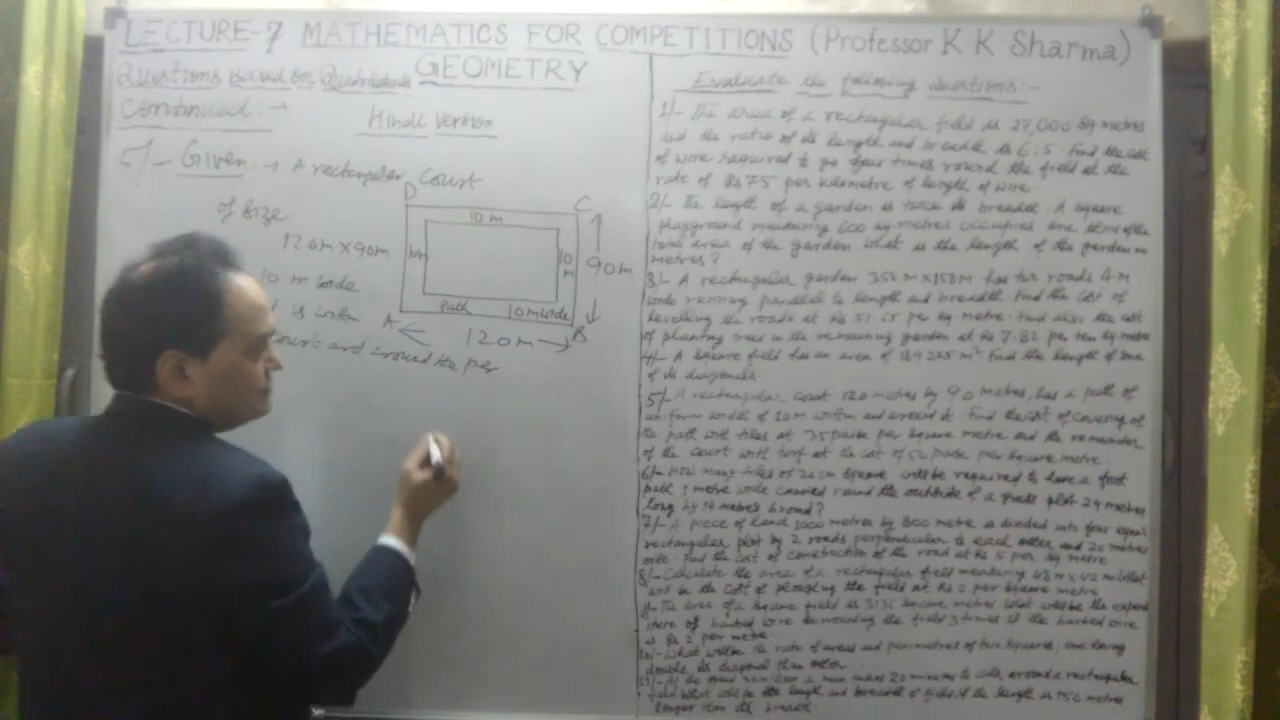 LECTURE-7 MATHEMATICS FOR COMPETITIONS (Professor K.K. Sharma)
GEOMETRY
Questions Based on Quadrilaterals
Continued :→
Hindi Version
5/- Given :→ A rectangular Court
of size
120m×90m
10 m wide
is within
Court and around the per
D
C
10 m
10 m
10 m
90m
Path
10m wide
A
120m
B
Evaluate the following Questions :-
1/- The area of a rectangular field is 27,000 sq metres
and the ratio of its length and breadth is 6:5. Find the cost
of wire required to go four times round the field at the
rate of Rs 75 per kilometre of length of wire
2/- The length of a garden is twice its breadth. A square
playground measuring 600 sq metres occupies one third of the
total area of the garden. What is the length of the garden in
metres?
3/- A rectangular garden 350 m × 150 m has two roads 4 m
wide running parallel to length and breadth. Find the cost of
levelling the roads at Rs 51.65 per sq metre. Find also the cost
of planting trees in the remaining garden at Rs 7.82 per ten sq metre
4/- A square field has an area of m² Find the length of one
of its diagonals.
5/- A rectangular court 120 metres by 90 metres, has a path of
uniform width of 10 m within and around it. Find the cost of covering of
the path with tiles at 35 paise per square metre and the remainder
of the court with turf at the cost of 50 paise per square metre.
6/- How many tiles of 20 cm square will be required to have a foot
path 1 metre wide carried round the outside of a grass plot 24 metres
long by 16 metres broad?
7/- A piece of land 1000 metres by 800 metre is divided into four equal
rectangular plot by 2 roads perpendicular to each other and 20 metres
wide. Find the cost of construction of the road at Rs 5 per sq metre
8/- Calculate the area of a rectangular field measuring 48 m × 42 m. What
will be the cost of ploughing the field at Rs 2 per square metre
9/- The area of a square field is square metres. What will be the expend
iture of barbed wire surrounding the field 3 times if the barbed wire
is Rs 2 per metre.
10/- What will be the ratio of areas and perimetres of two squares, one having
double its diagonal than other.
a man takes 20 minutes to walk around a rectangular
field. What will be the length and breadth of field, if the length is 150 metres
longer than its breadth.